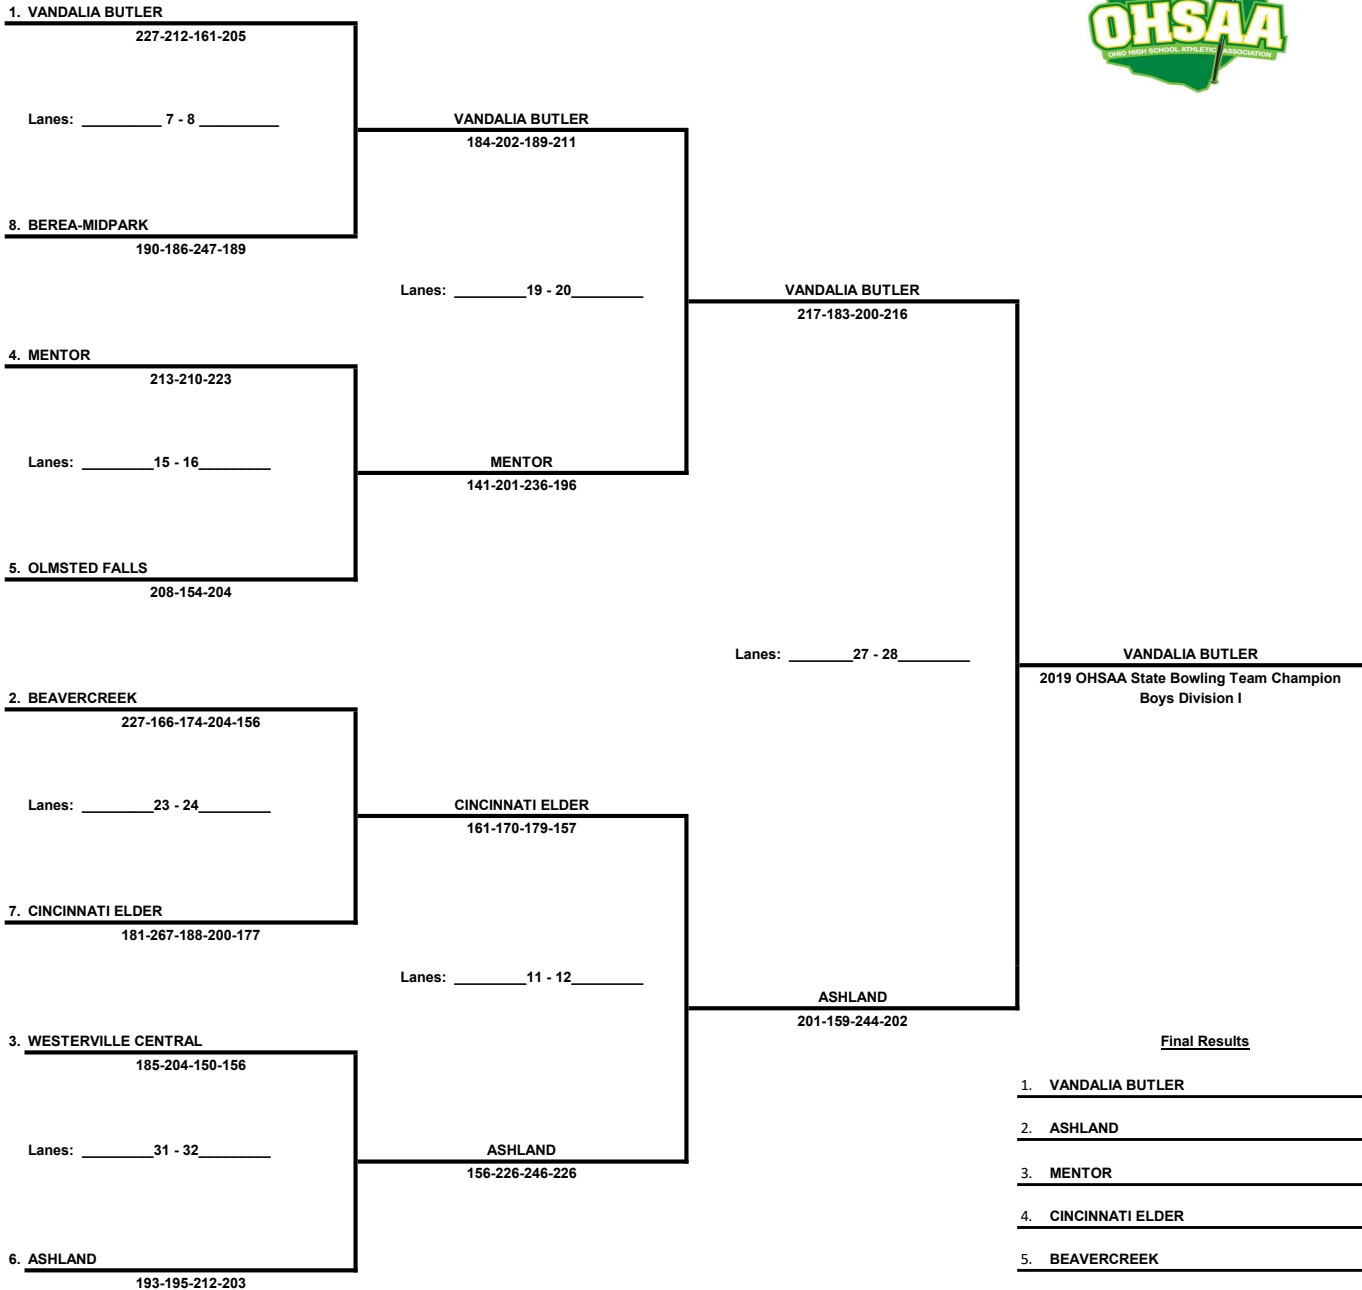 1. VANDALIA BUTLER
227-212-161-205
OHSAA
OHIO HIGH SCHOOL ATHLETIC ASSOCIATION
Lanes: __________ 7 - 8 __________
VANDALIA BUTLER
184-202-189-211
8. BEREA-MIDPARK
190-186-247-189
Lanes: _________19 - 20_________
VANDALIA BUTLER
217-183-200-216
4. MENTOR
213-210-223
Lanes: _________15 - 16_________
MENTOR
141-201-236-196
5. OLMSTED FALLS
208-154-204
Lanes: ________27 - 28_________
VANDALIA BUTLER
2019 OHSAA State Bowling Team Champion
Boys Division I
2. BEAVERCREEK
227-166-174-204-156
Lanes: _________23 - 24_________
CINCINNATI ELDER
161-170-179-157
7. CINCINNATI ELDER
181-267-188-200-177
Lanes: _________11 - 12_________
ASHLAND
201-159-244-202
3. WESTERVILLE CENTRAL
185-204-150-156
Lanes: _________31 - 32_________
ASHLAND
156-226-246-226
6. ASHLAND
193-195-212-203
Final Results
1. VANDALIA BUTLER
2. ASHLAND
3. MENTOR
4. CINCINNATI ELDER
5. BEAVERCREEK